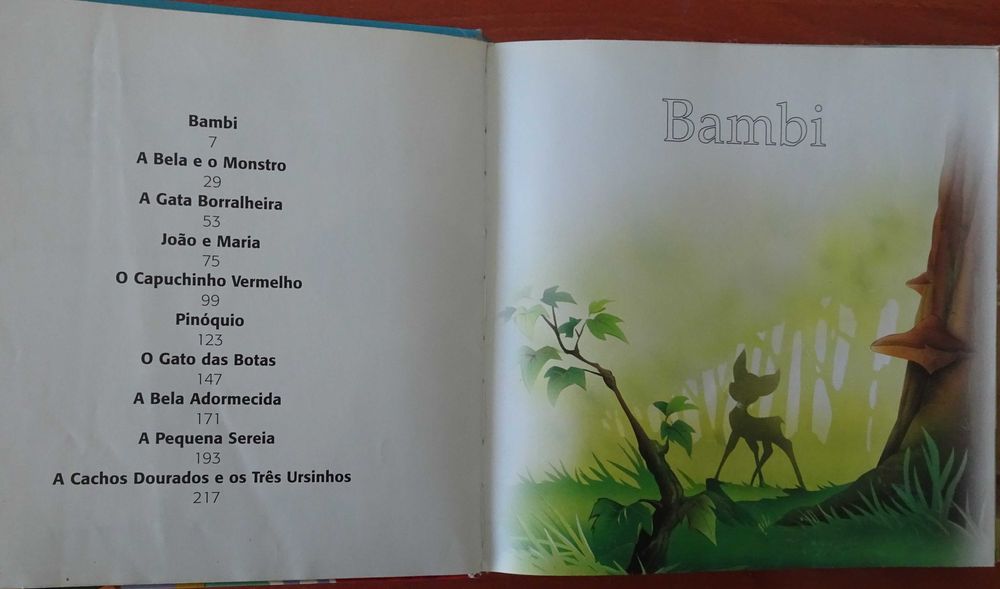 Bambi
7
A Bela e o Monstro
29
A Gata Borralheira
53
João e Maria
75
O Capuchinho Vermelho
99
Pinóquio
123
O Gato das Botas
147
A Bela Adormecida
171
A Pequena Sereia
193
A Cachos Dourados e os Três Ursinhos
217
Bambi